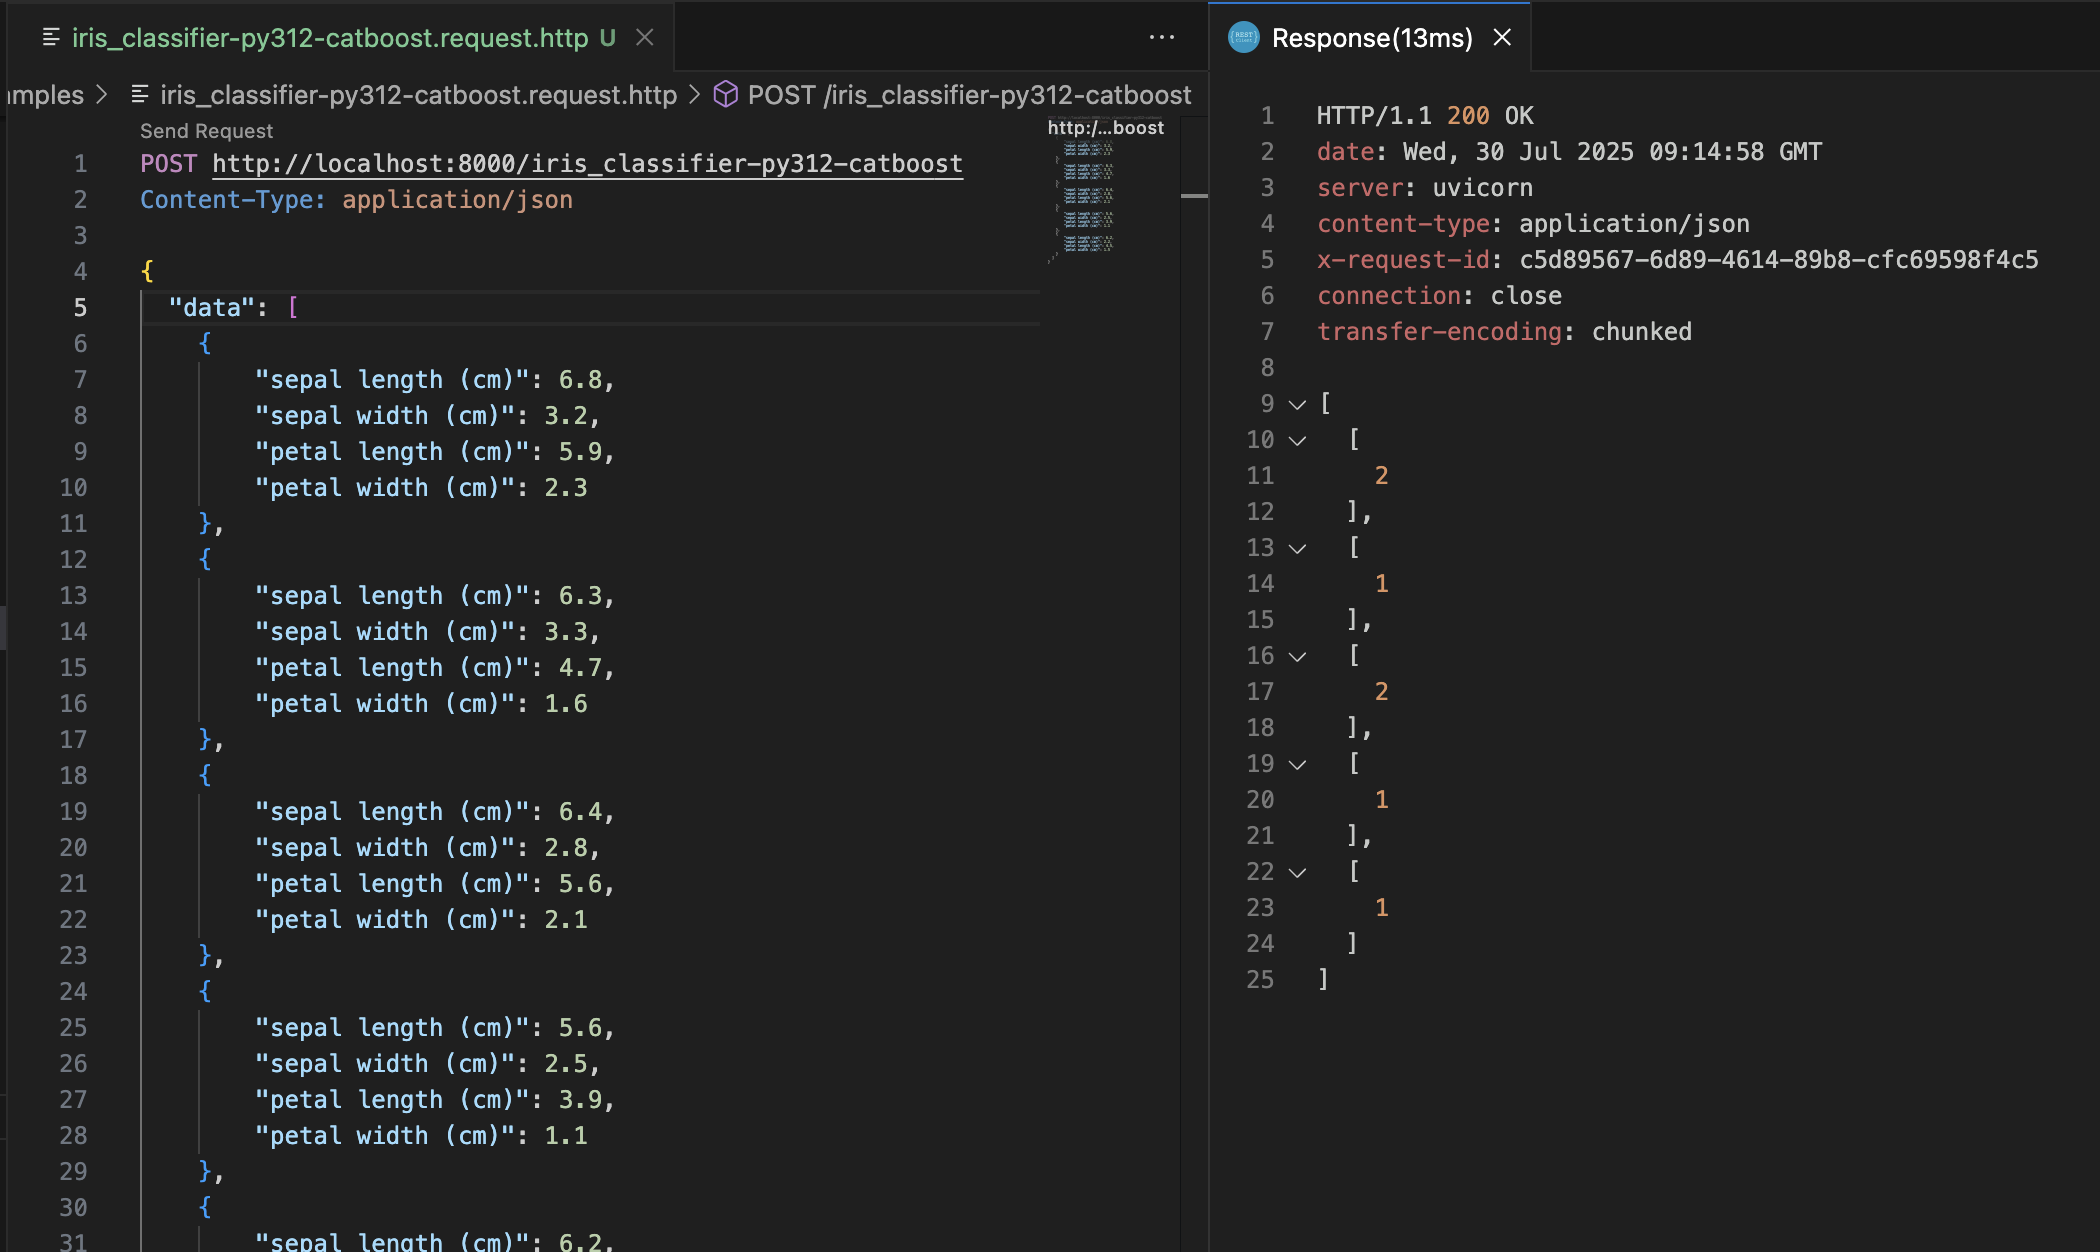 iris_classifier-py312-catboost.request.http U
mples > iris_classifier-py312-catboost.request.http > POST /iris_classifier-py312-catboost
Send Request
1 POST http://localhost:8000/iris_classifier-py312-catboost
2 Content-Type: application/json
3
4 {
5 "data": [
6 {
7 "sepal length (cm)": 6.8,
8 "sepal width (cm)": 3.2,
9 "petal length (cm)": 5.9,
10 "petal width (cm)": 2.3
11 },
12 {
13 "sepal length (cm)": 6.3,
14 "sepal width (cm)": 3.3,
15 "petal length (cm)": 4.7,
16 "petal width (cm)": 1.6
17 },
18 {
19 "sepal length (cm)": 6.4,
20 "sepal width (cm)": 2.8,
21 "petal length (cm)": 5.6,
22 "petal width (cm)": 2.1
23 },
24 {
25 "sepal length (cm)": 5.6,
26 "sepal width (cm)": 2.5,
27 "petal length (cm)": 3.9,
28 "petal width (cm)": 1.1
29 },
30 {
31 "sepal length (cm)": 6.2,
http:/...boost
Response(13ms)
1 HTTP/1.1 200 OK
2 date: Wed, 30 Jul 2025 09:14:58 GMT
3 server: uvicorn
4 content-type: application/json
5 x-request-id: c5d89567-6d89-4614-89b8-cfc69598f4c5
6 connection: close
7 transfer-encoding: chunked
8
9 [
10 [
11 2
12 ],
13 [
14 1
15 ],
16 [
17 2
18 ],
19 [
20 1
21 ],
22 [
23 1
24 ]
25 ]